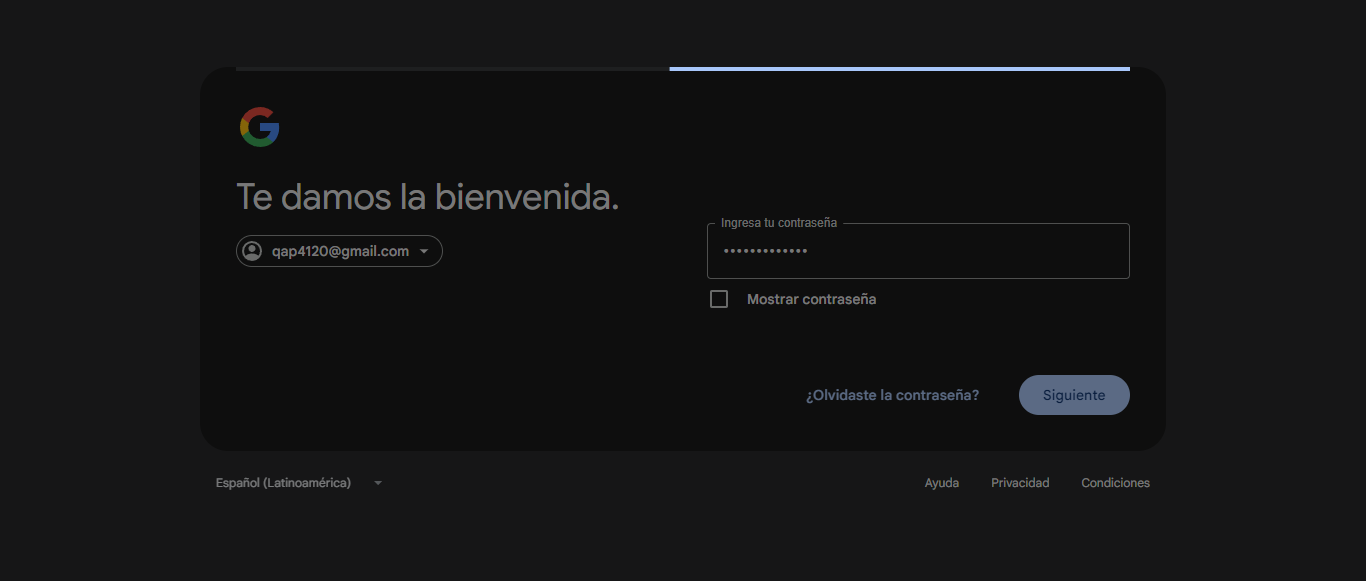 Te damos la bienvenida.
qap4120@gmail.com
Ingresa tu contraseña
•••••••••••••
Mostrar contraseña
¿Olvidaste la contraseña?
Siguiente
Español (Latinoamérica)
Ayuda
Privacidad
Condiciones